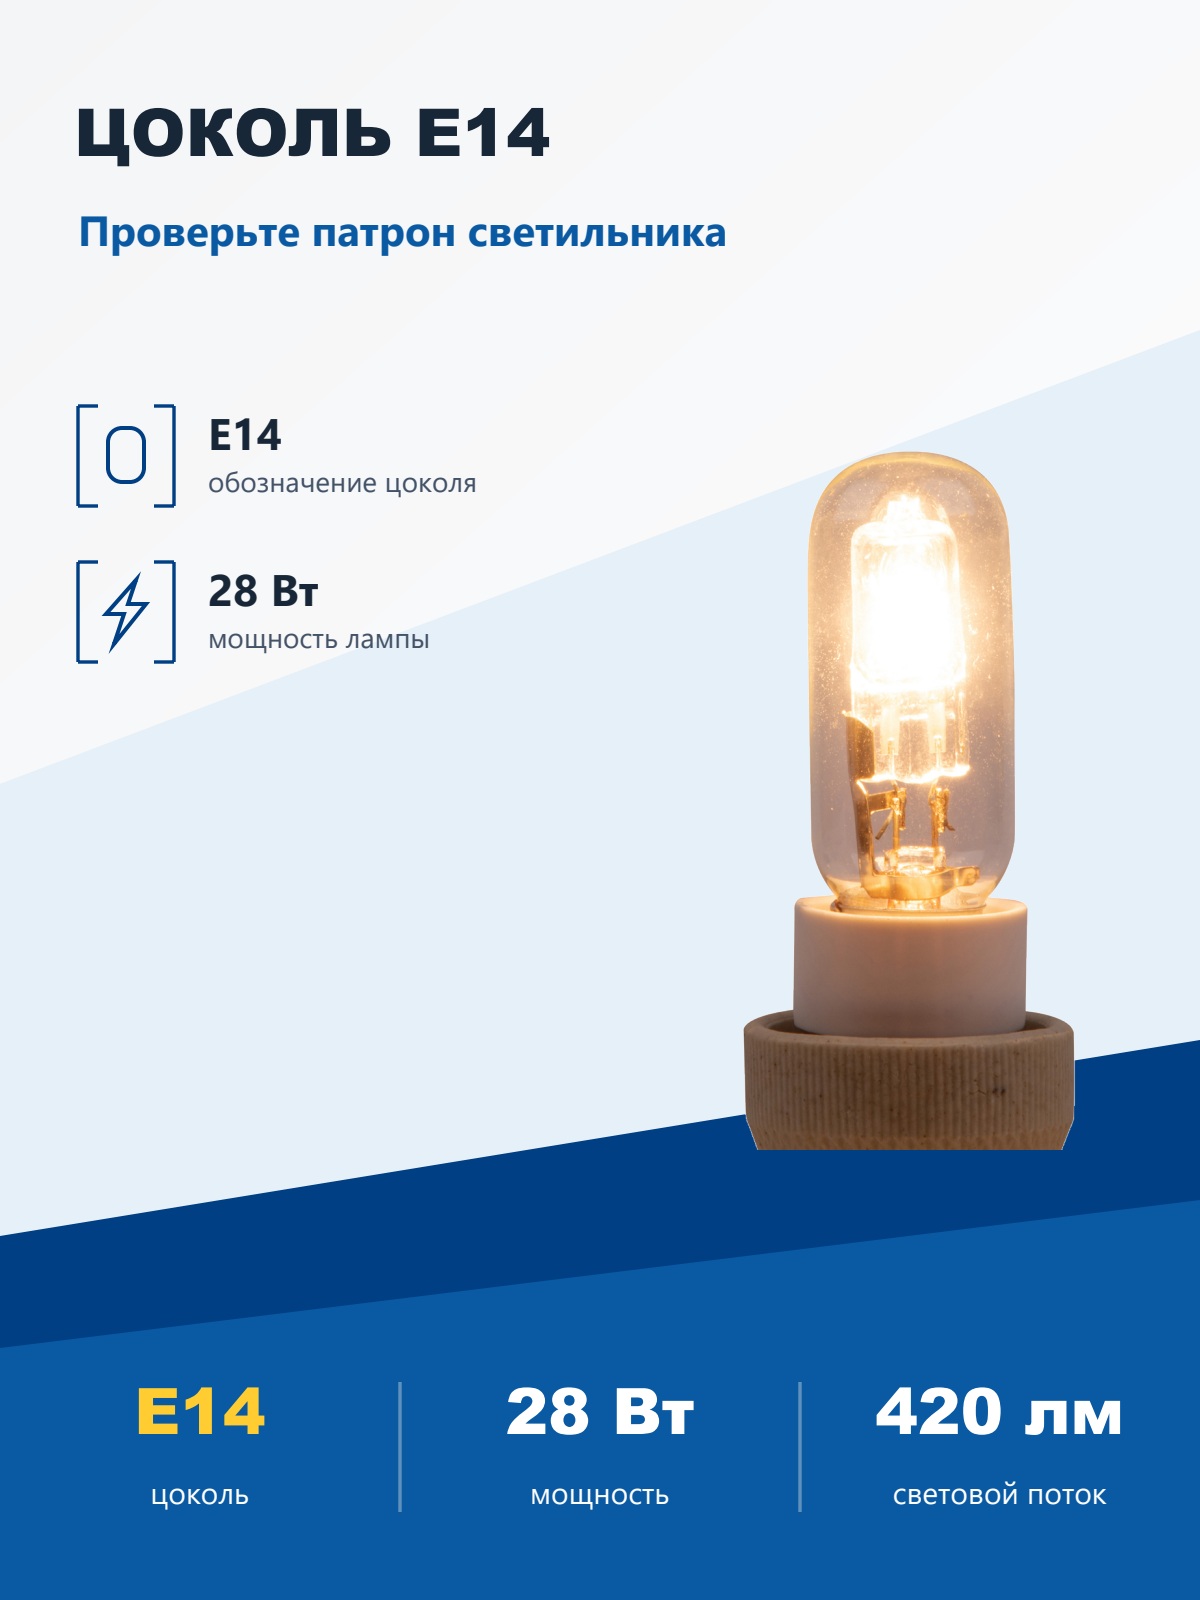 ЦОКОЛЬ E14
Проверьте патрон светильника
E14
обозначение цоколя
28 Вт
мощность лампы
E14
цоколь
28 Вт
мощность
420 лм
световой поток